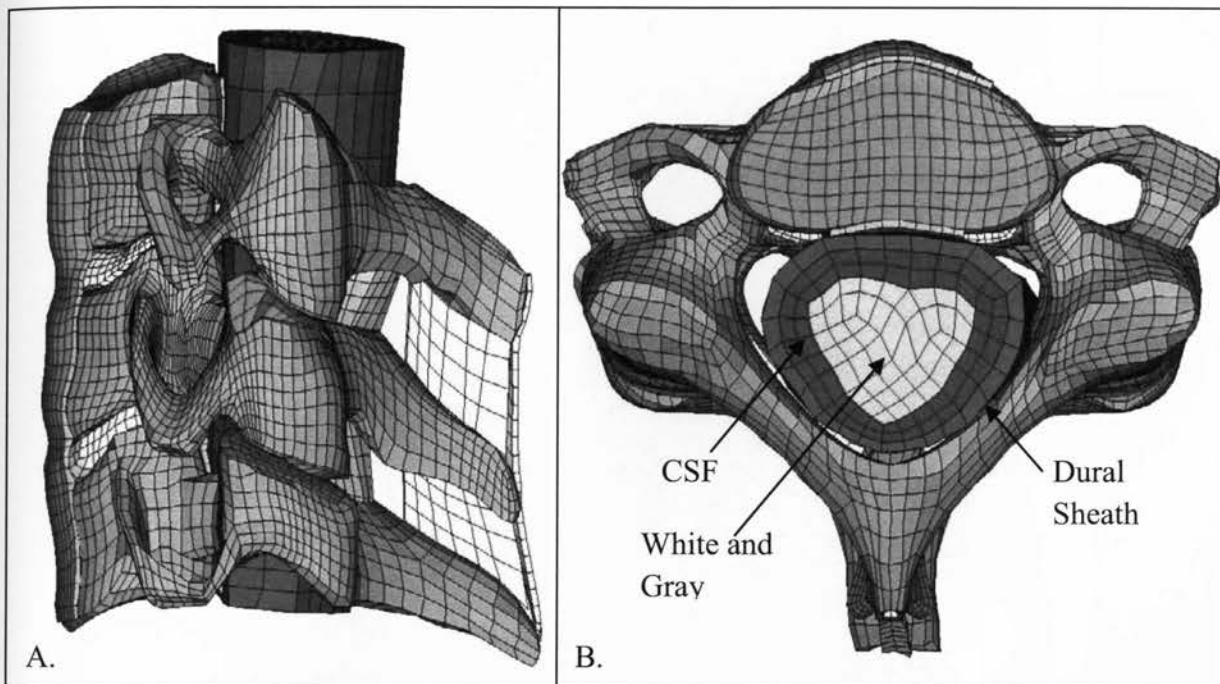 A.
B.
CSF
White and
Gray
Dural
Sheath